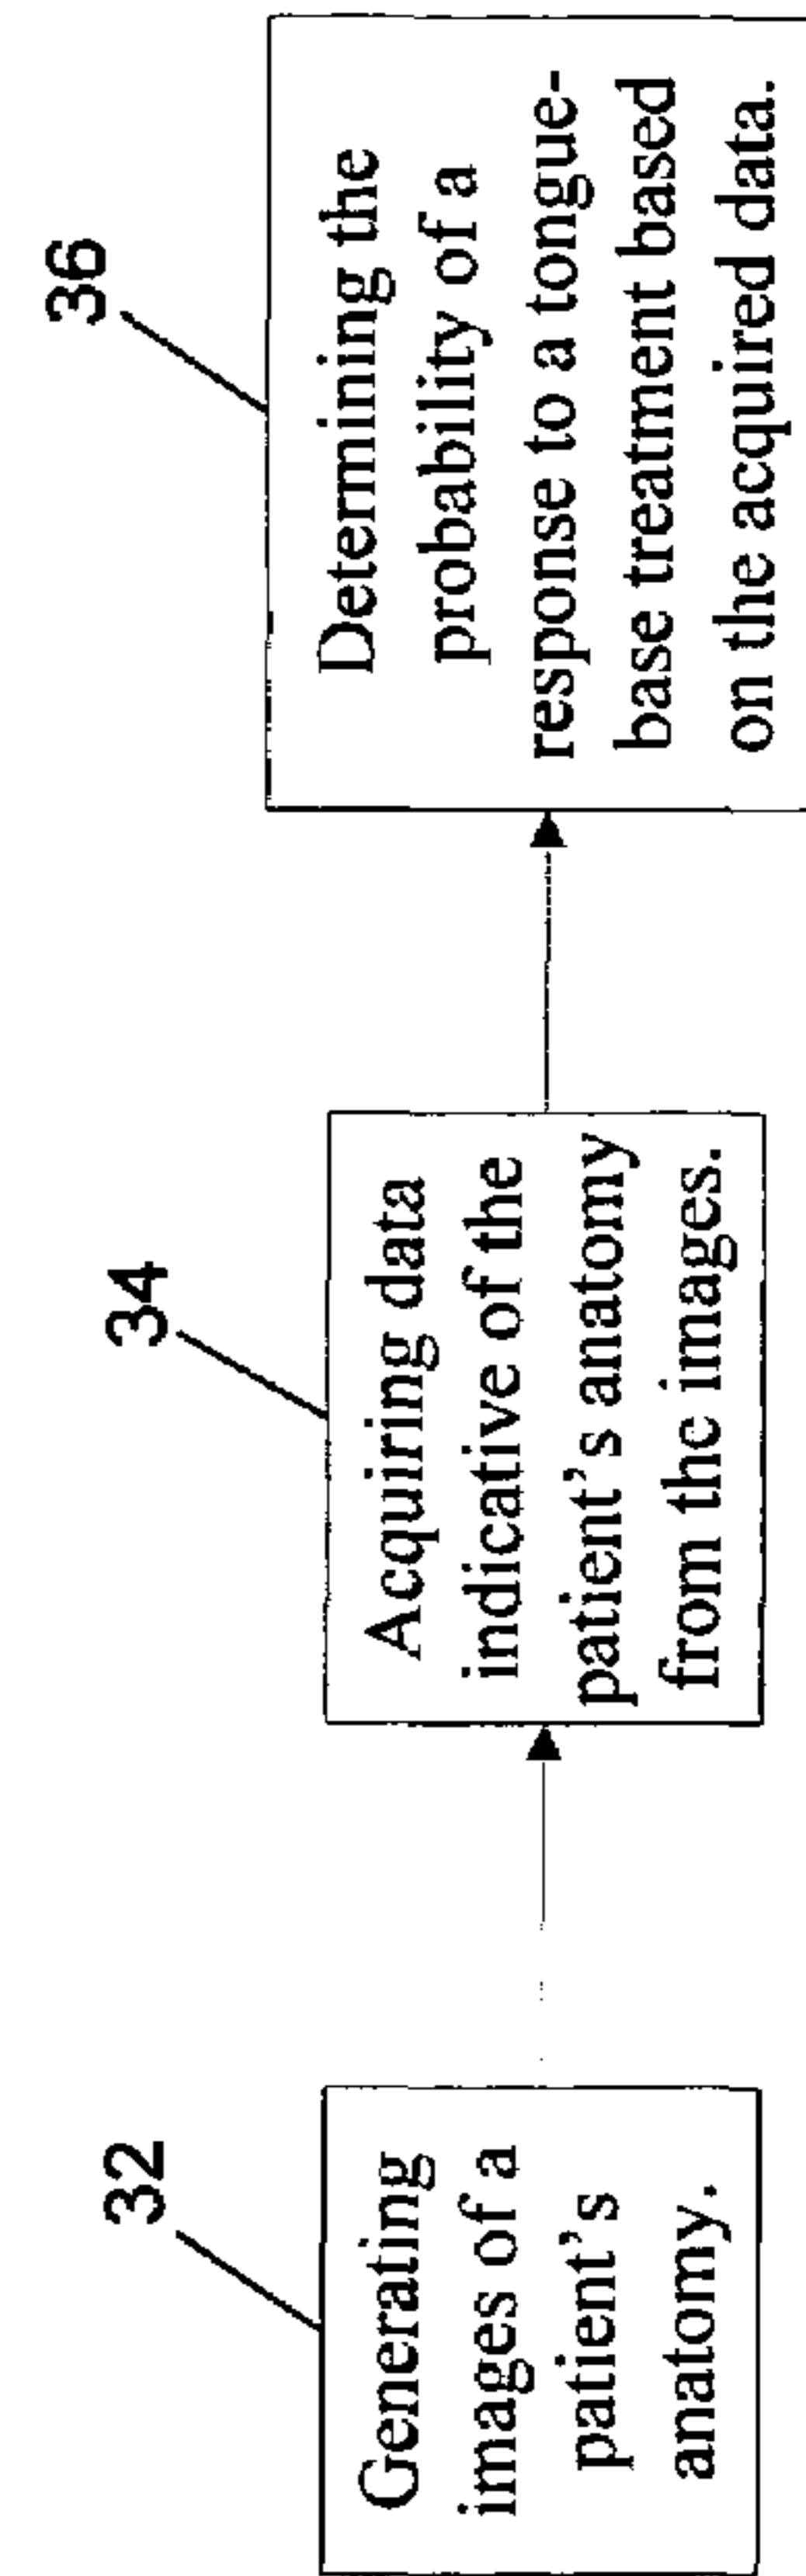 32
Generating
images of a
patient's
anatomy.
34
Acquiring data
indicative of the
patient's anatomy
from the images.
36
Determining the
probability of a
response to a tongue-
base treatment based
on the acquired data.